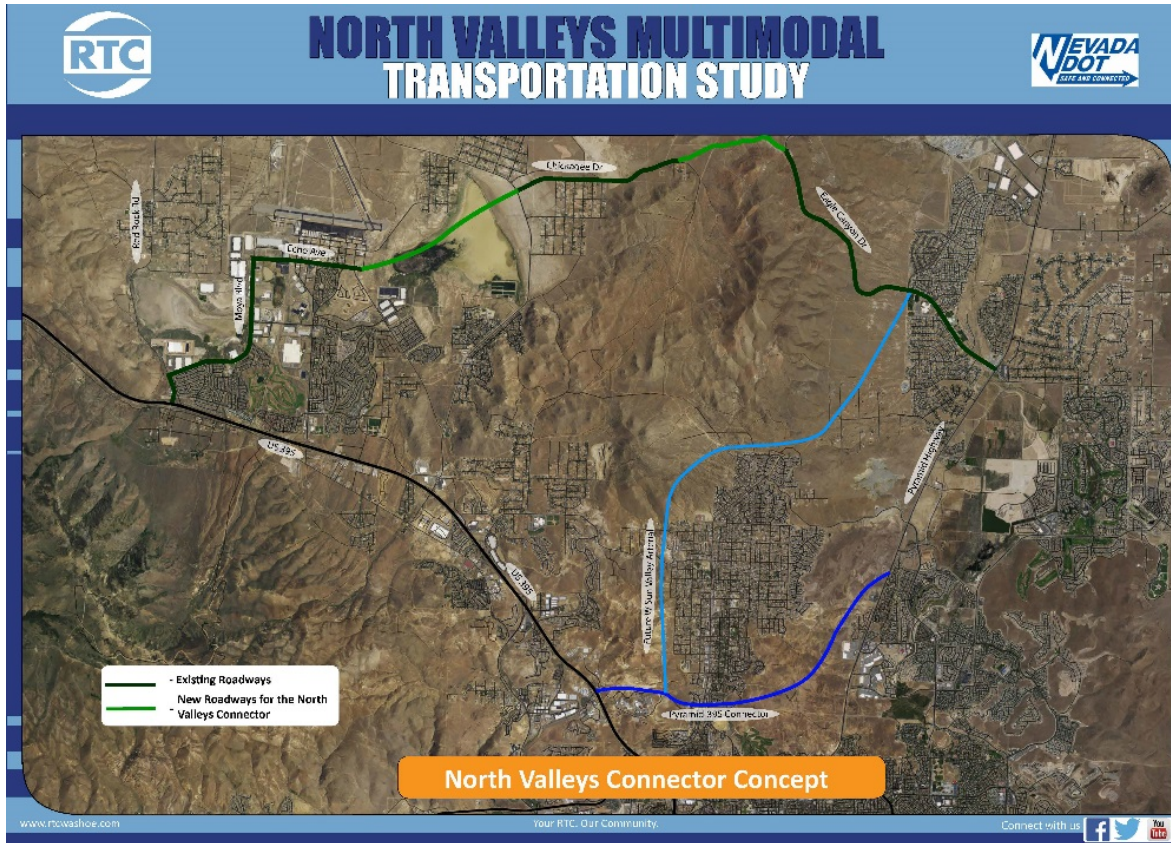 RTC
NORTH VALLEYS MULTIMODAL
TRANSPORTATION STUDY
NEVADA
DOT
SAFE AND CONNECTED
Chickadee Dr
Red Rock Rd
Echo Ave
Eagle Canyon Dr
Moya Blvd
US 395
Pyramid Highway
US 395
Future W Sun Valley Arterial
- Existing Roadways
- New Roadways for the North
Valleys Connector
Pyramid 395 Connector
North Valleys Connector Concept
www.rtcwashoe.com
Your RTC. Our Community.
Connect with us
f
You
Tube